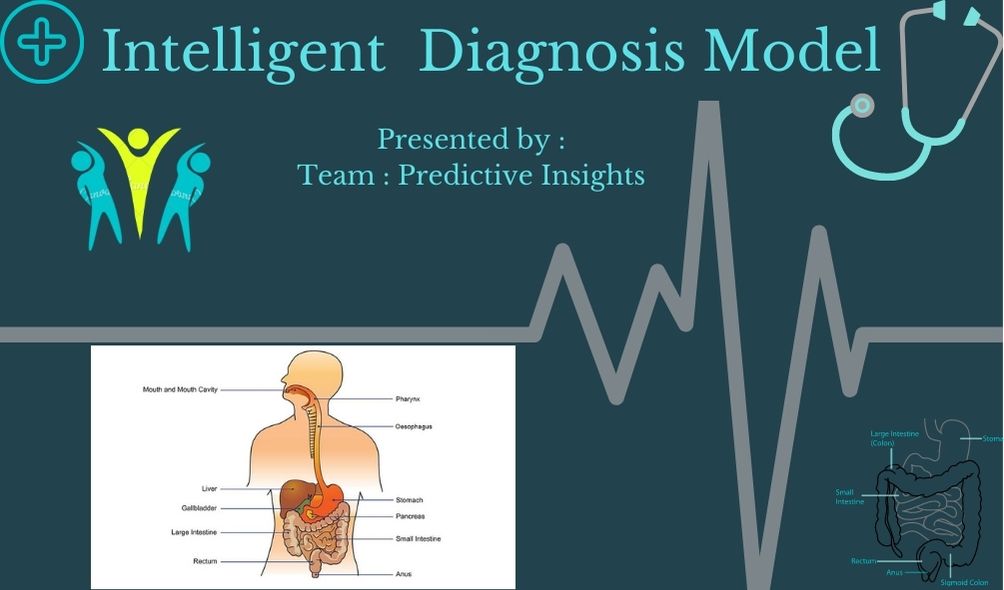 Intelligent Diagnosis Model
Presented by :
Team : Predictive Insights
Mouth and Mouth Cavity
Pharynx
Oesophagus
Liver
Gallbladder
Large Intestine
Rectum
Stomach
Pancreas
Small Intestine
Anus
Large Intestine
(Colon)
Small
Intestine
Rectum
Anus
Sigmoid Colon